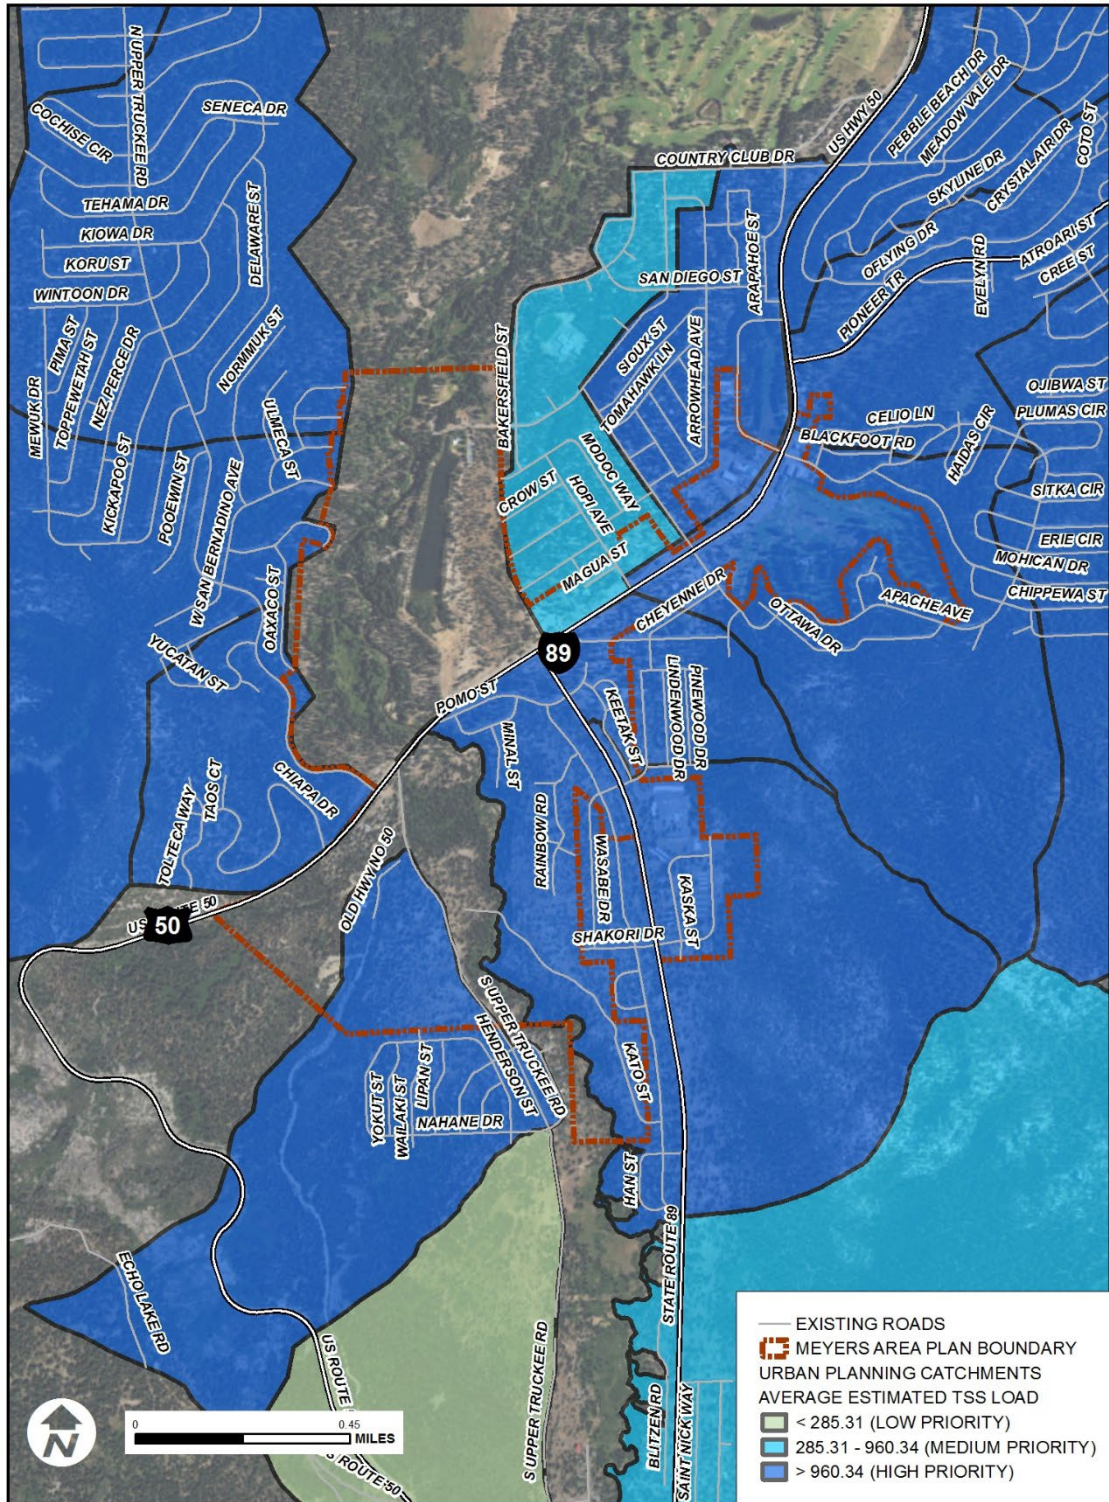 N UPPER TRUCKEE RD
SENECA DR
COCHISE CIR
TEHAMA DR
KIOWA DR
KORU ST
WINTOON DR
DELAWARE ST
PIMA ST
TOPPEWETAH ST
NEZ PERCE DR
NORMMUK ST
MEWUK DR
KICKAPOO ST
POOEWIN ST
W SAN BERNADINO AVE
ULMECA ST
OAXACO ST
YUCATAN ST
TOLTECA WAY
TAOS CT
CHIAPA DR
US HWY 50
PEBBLE BEACH DR
MEADOW VALE DR
COUNTRY CLUB DR
SKYLINE DR
CRYSTAL AIR DR
COTO ST
OFLYING DR
EVELYN RD
ATROARI ST
CREE ST
PIONEER TR
SAN DIEGO ST
ARAPAHOE ST
BAKERSFIELD ST
SIOUX ST
TOMAHAWK LN
ARROWHEAD AVE
OJIBWA ST
PLUMAS CIR
CELIO LN
BLACKFOOT RD
HAIDAS CIR
SITKA CIR
ERIE CIR
MOHICAN DR
CHIPPEWA ST
MODOC WAY
CROW ST
HOPI AVE
MAGUA ST
CHEYENNE DR
OTTAWA DR
APACHE AVE
89
POMO ST
MINAL ST
KEETAK ST
LINDENWOOD DR
PINEWOOD DR
RAINBOW RD
WASABE DR
KASKA ST
SHAKORI DR
OLD HWY NO 50
50
S UPPER TRUCKEE RD
HENDERSON ST
KATO ST
YOKUT ST
WAILAKI ST
LIPAN ST
NAHANE DR
HAN ST
STATE ROUTE 89
ECHO LAKE RD
US ROUTE
S ROUTE 50
S UPPER TRUCKEE RD
BLITZEN RD
SAINT NICK WAY
N
0 0.45
MILES
EXISTING ROADS
MEYERS AREA PLAN BOUNDARY
URBAN PLANNING CATCHMENTS
AVERAGE ESTIMATED TSS LOAD
< 285.31 (LOW PRIORITY)
285.31 - 960.34 (MEDIUM PRIORITY)
> 960.34 (HIGH PRIORITY)